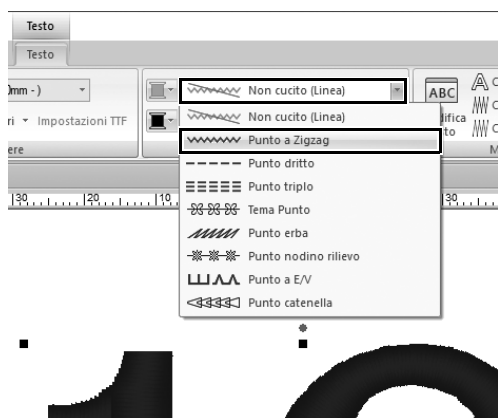 Testo
Testo
0mm - )
Non cucito (Linea)
ABC
Non cucito (Linea)
ri
Impostazioni TTF
difica
Punto a Zigzag
to
ere
Punto dritto
Punto triplo
30
20
10
30
Tema Punto
Punto erba
Punto nodino rilievo
Punto a E/V
Punto catenella